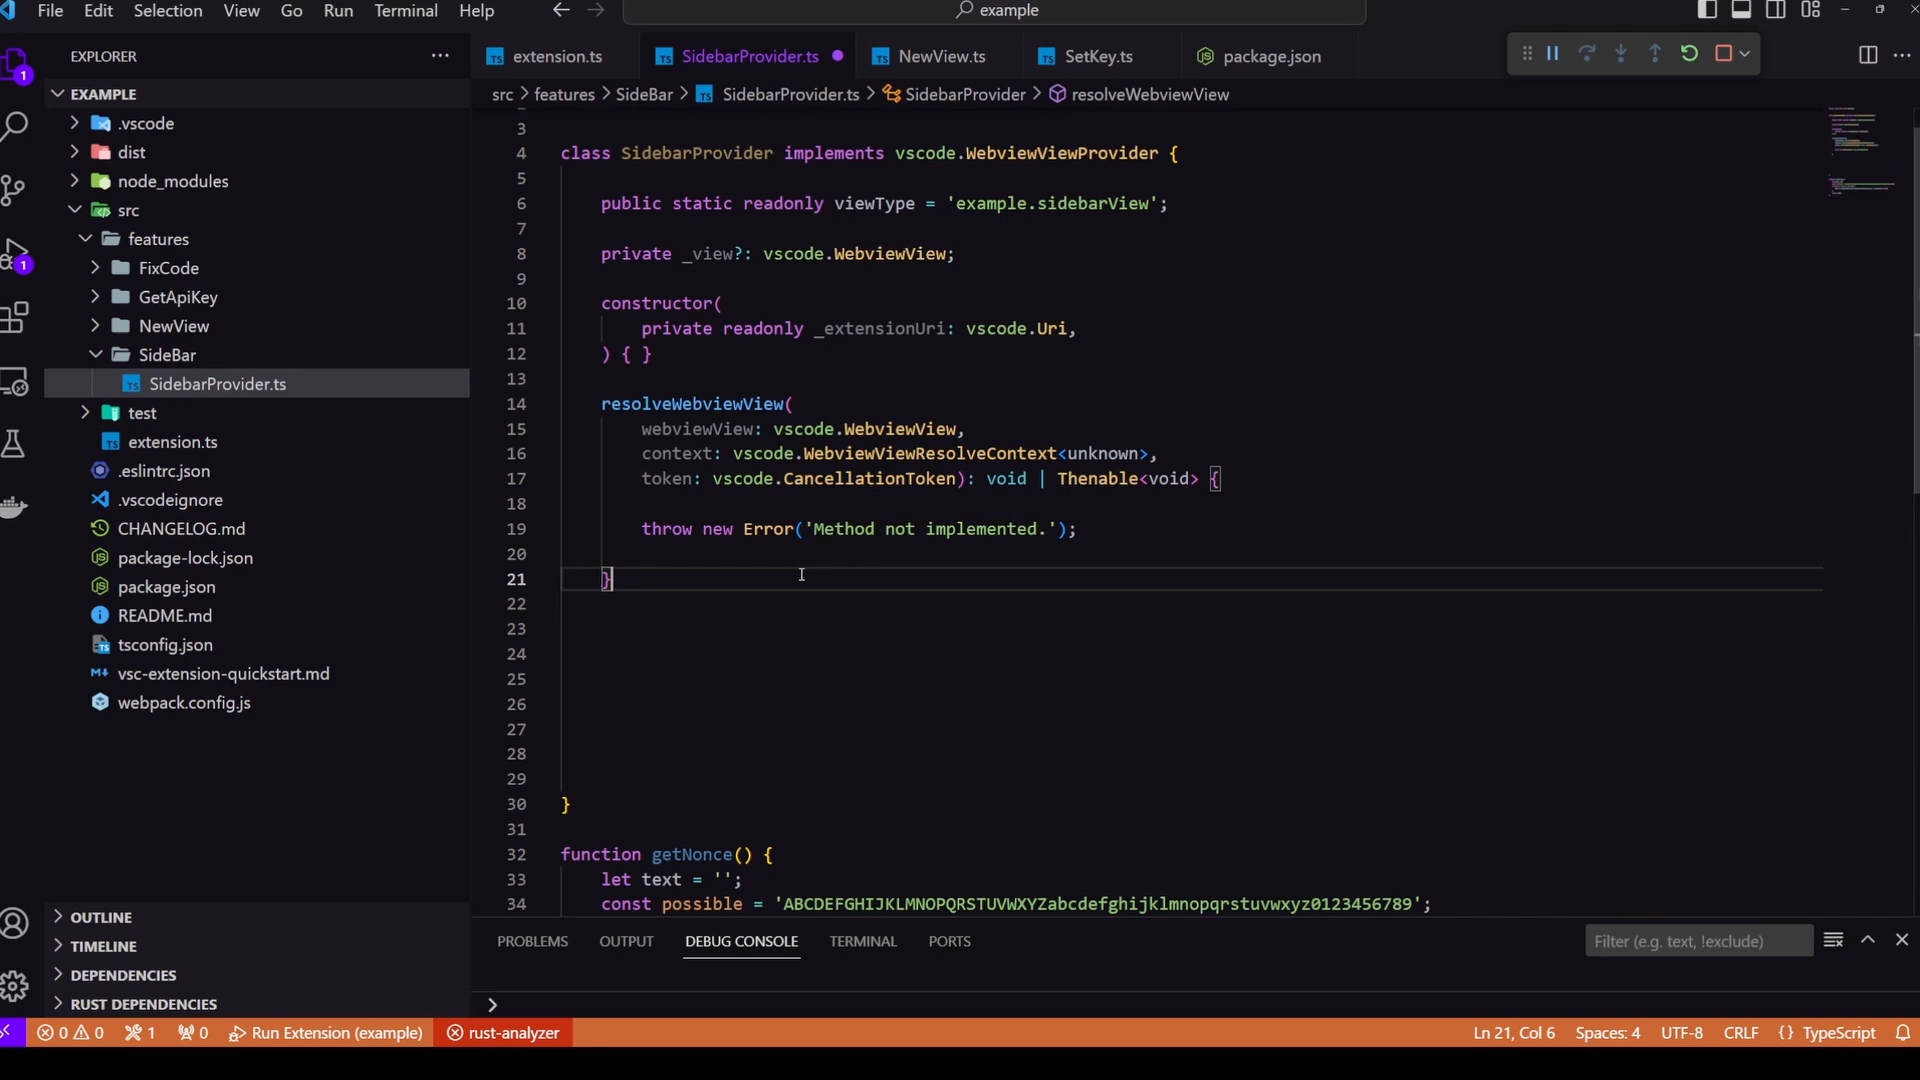 File Edit Selection View Go Run Terminal Help
example
EXPLORER
extension.ts
SidebarProvider.ts
NewView.ts
SetKey.ts
package.json
1
EXAMPLE
src > features > SideBar > SidebarProvider.ts > SidebarProvider > resolveWebviewView
.vscode
dist
node_modules
src
features
1
FixCode
GetApiKey
NewView
SideBar
SidebarProvider.ts
test
extension.ts
.eslintrc.json
.vscodeignore
CHANGELOG.md
package-lock.json
package.json
README.md
tsconfig.json
vsc-extension-quickstart.md
webpack.config.js
OUTLINE
TIMELINE
DEPENDENCIES
RUST DEPENDENCIES
3
4 class SidebarProvider implements vscode.WebviewViewProvider {
5
6 public static readonly viewType = 'example.sidebarView';
7
8 private _view?: vscode.WebviewView;
9
10 constructor(
11 private readonly _extensionUri: vscode.Uri,
12 ) { }
13
14 resolveWebviewView(
15 webviewView: vscode.WebviewView,
16 context: vscode.WebviewViewResolveContext<unknown>,
17 token: vscode.CancellationToken): void | Thenable<void> {
18
19 throw new Error('Method not implemented.');
20
21 }
22
23
24
25
26
27
28
29
30 }
31
32 function getNonce() {
33 let text = '';
34 const possible = 'ABCDEFGHIJKLMNOPQRSTUVWXYZabcdefghijklmnopqrstuvwxyz0123456789';
PROBLEMS OUTPUT DEBUG CONSOLE TERMINAL PORTS
Filter (e.g. text, !exclude)
>
0 0 1 0 Run Extension (example) rust-analyzer
Ln 21, Col 6 Spaces: 4 UTF-8 CRLF {} TypeScript